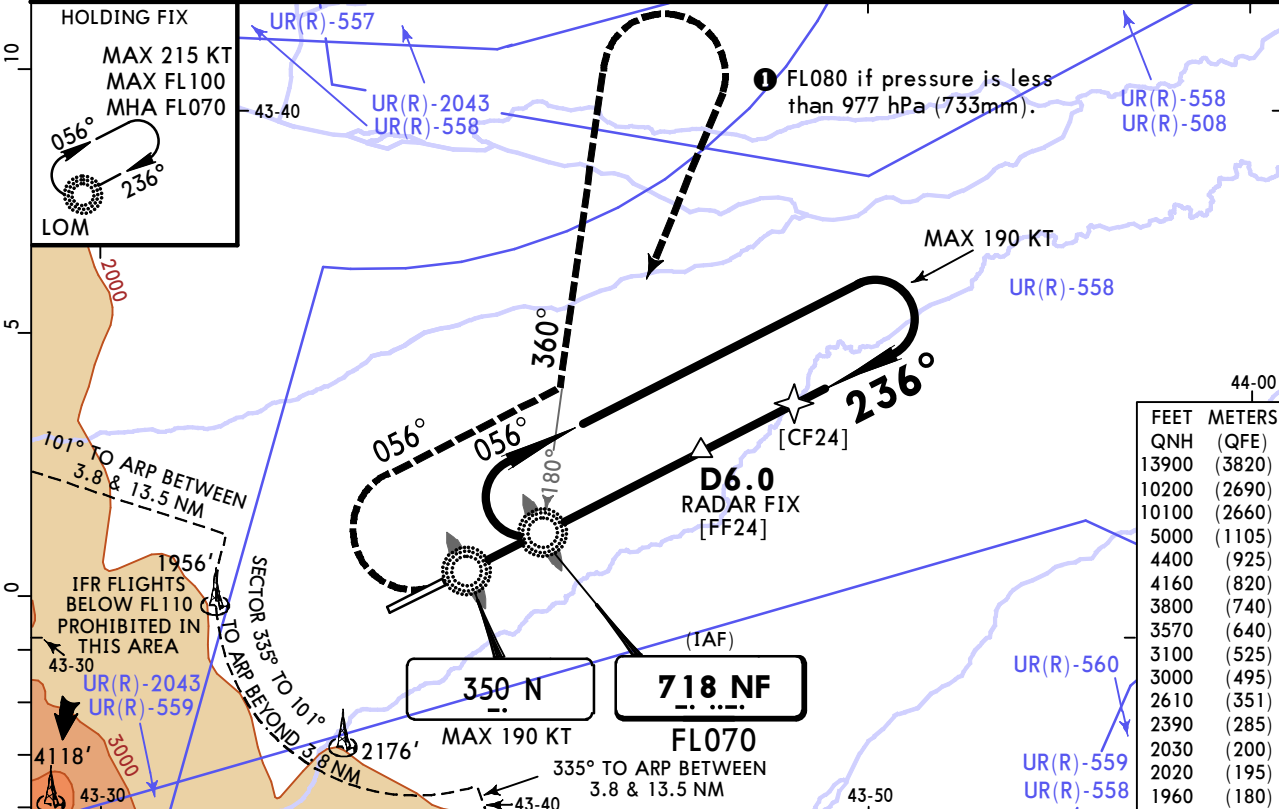 HOLDING FIX
MAX 215 KT
MAX FL100
MHA FL070
056°
236°
LOM
UR(R)-557
UR(R)-2043
UR(R)-558
43-40
❶ FL080 if pressure is less
than 977 hPa (733mm).
UR(R)-558
UR(R)-508
10
2000
MAX 190 KT
UR(R)-558
5
360°
236°
44-00
056°
056°
[CF24]
180°
D6.0
RADAR FIX
[FF24]
101° TO ARP BETWEEN
3.8 & 13.5 NM
FEET METERS
QNH (QFE)
13900 (3820)
10200 (2690)
10100 (2660)
5000 (1105)
4400 (925)
4160 (820)
3800 (740)
3570 (640)
3100 (525)
3000 (495)
2610 (351)
2390 (285)
2030 (200)
2020 (195)
1960 (180)
0
1956'
IFR FLIGHTS
BELOW FL110
PROHIBITED IN
THIS AREA
43-30
SECTOR 335° TO 101°
TO ARP BEYOND 3.8 NM
UR(R)-2043
UR(R)-559
(IAF)
350 N
718 NF
MAX 190 KT
FL070
UR(R)-560
4118'
3000
2176'
335° TO ARP BETWEEN
3.8 & 13.5 NM
UR(R)-559
UR(R)-558
43-30
43-40
43-50